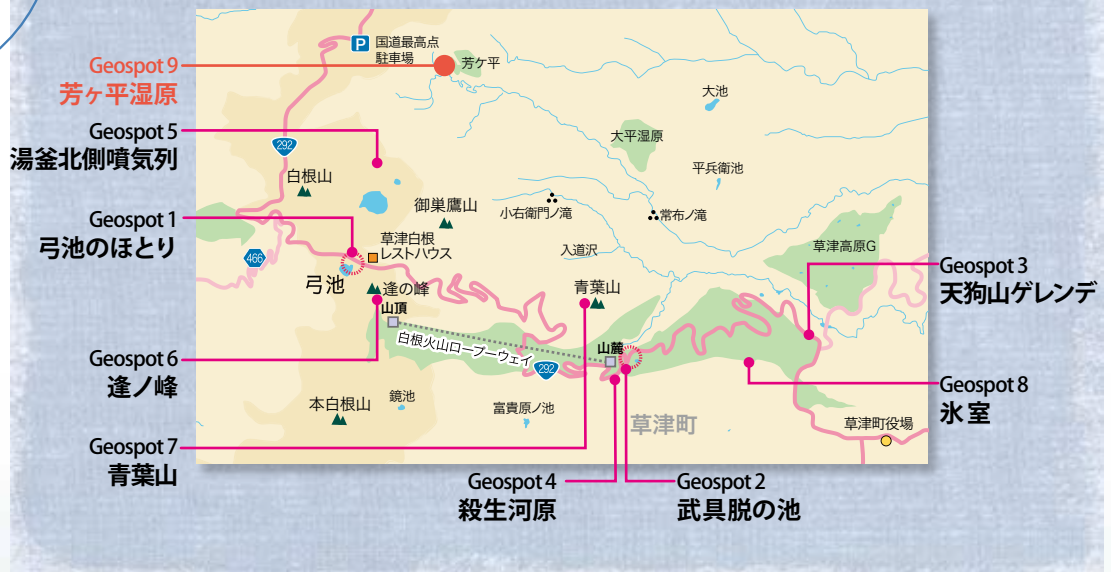 Geospot 9
芳ヶ平湿原
Geospot 5
湯釜北側噴気列
Geospot 1
弓池のほとり
Geospot 6
逢ノ峰
Geospot 7
青葉山
Geospot 4
殺生河原
Geospot 2
武具脱の池
Geospot 3
天狗山ゲレンデ
Geospot 8
氷室
P
国道最高点
駐車場
芳ケ平
大池
大平湿原
平兵衛池
292
白根山
御巣鷹山
小右衛門ノ滝
常布ノ滝
草津白根
レストハウス
入道沢
草津高原G
466
弓池
逢の峰
青葉山
山頂
白根火山ロープーウェイ
山麓
292
本白根山
鏡池
富貴原ノ池
草津町
草津町役場